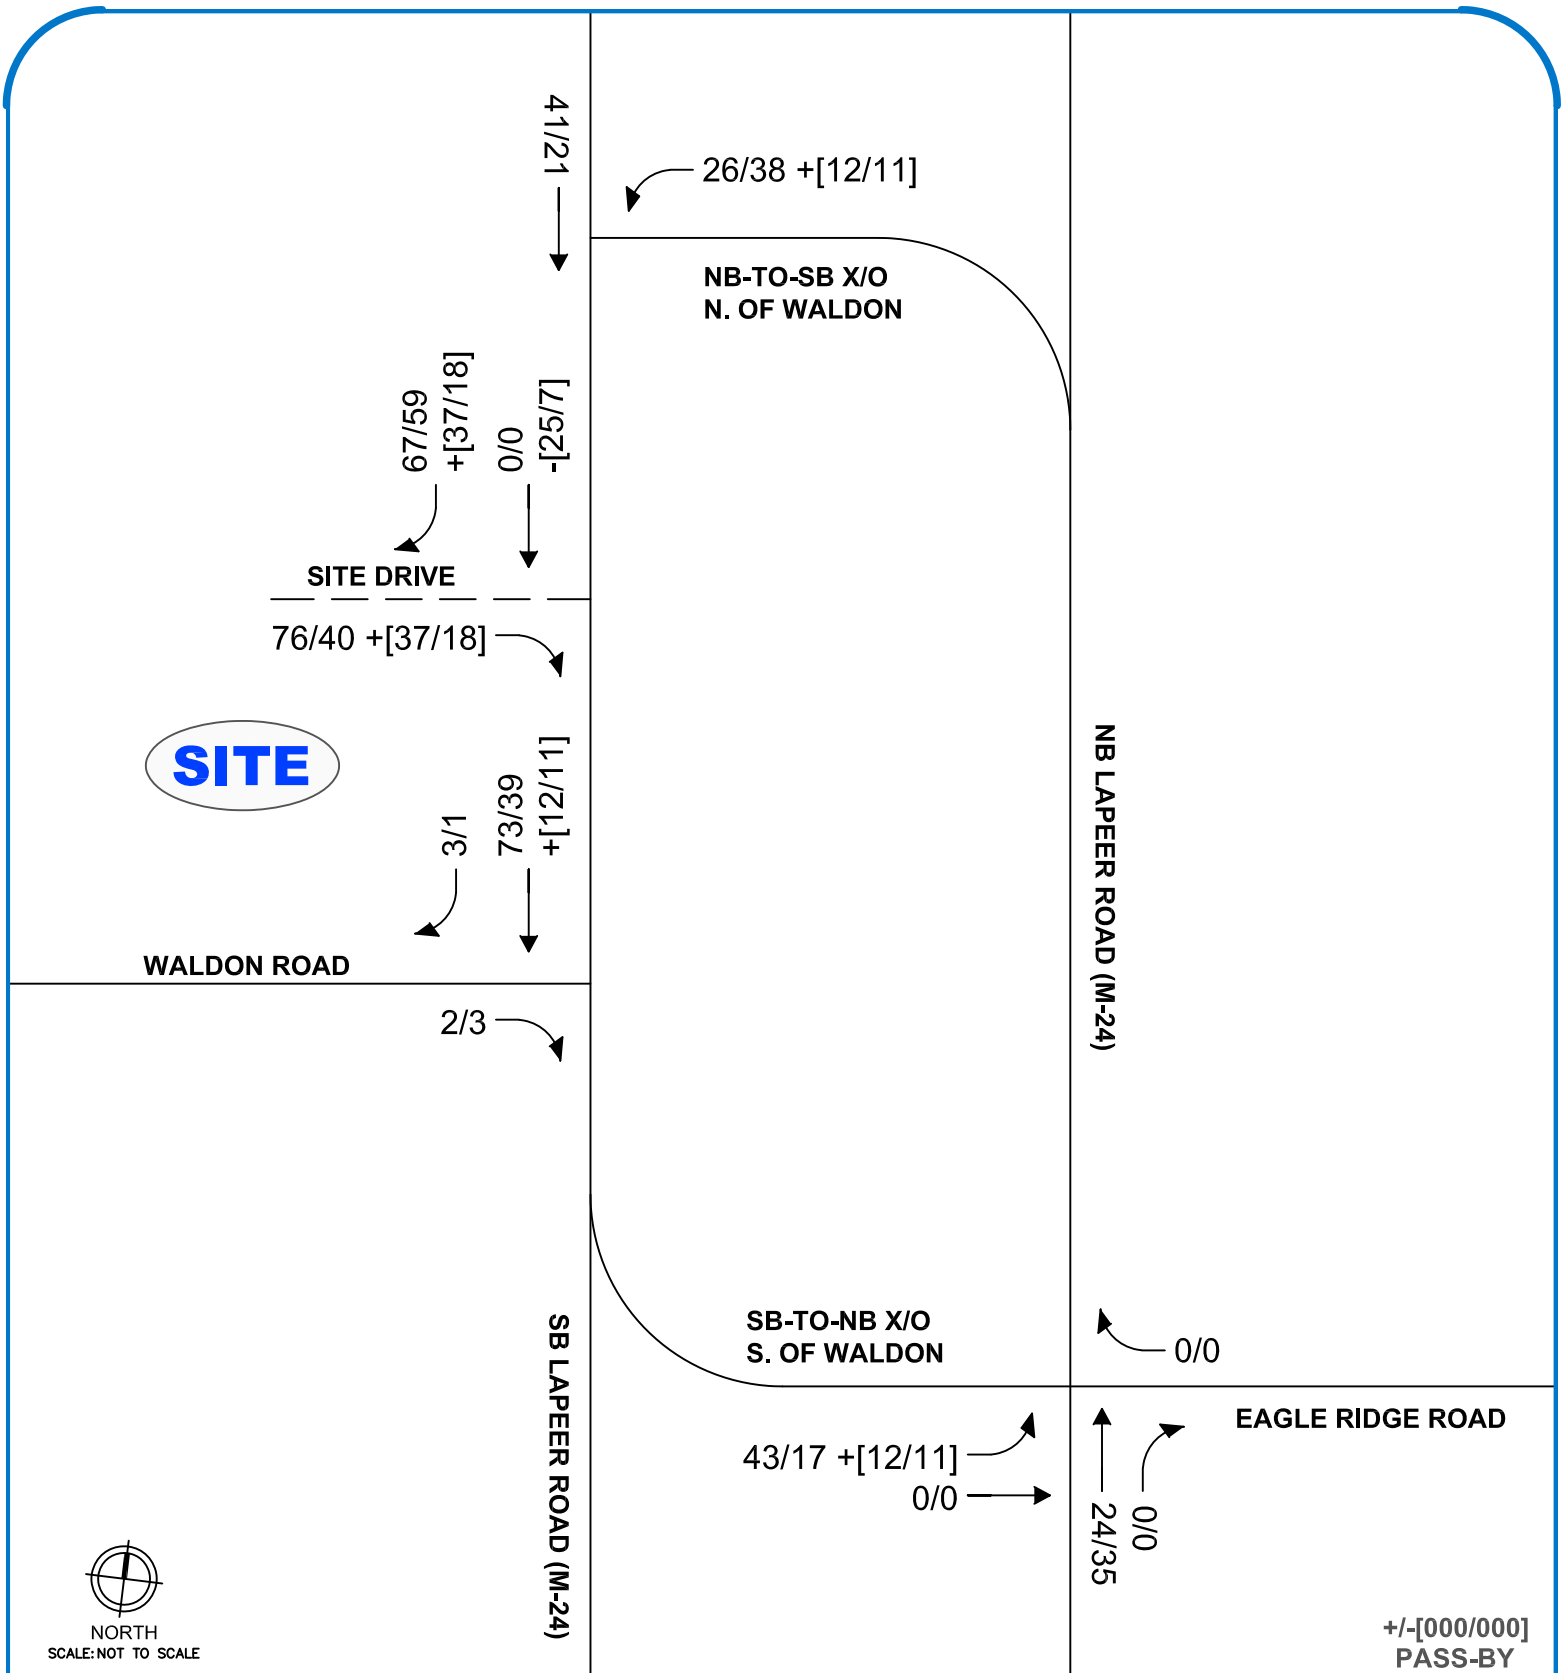 41/21
26/38 +[12/11]
NB-TO-SB X/O
N. OF WALDON
67/59
+[37/18]
0/0
-[25/7]
SITE DRIVE
76/40 +[37/18]
SITE
3/1
73/39
+[12/11]
NB LAPEER ROAD (M-24)
WALDON ROAD
2/3
SB LAPEER ROAD (M-24)
SB-TO-NB X/O
S. OF WALDON
0/0
EAGLE RIDGE ROAD
43/17 +[12/11]
0/0
24/35
0/0
NORTH
SCALE: NOT TO SCALE
+/-[000/000]
PASS-BY